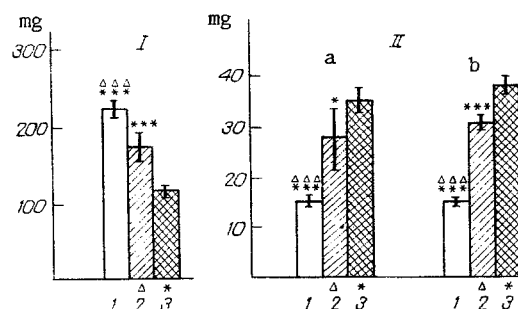 mg
I
300
200
100
△ △ △
* * *
* * *
△ *
1 2 3
mg
II
a
b
40
30
20
10
△ △ △
* * *
*
△ △ △
* * *
* * *
△ *
1 2 3
△ *
1 2 3